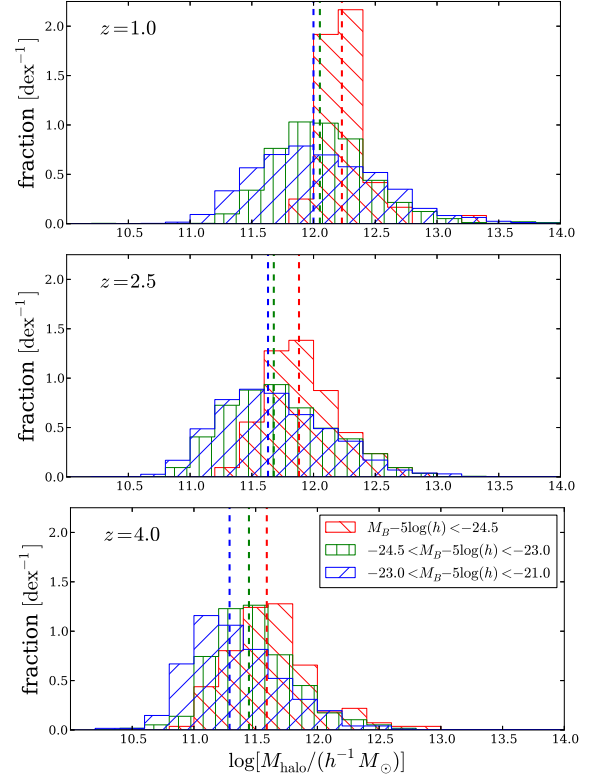 z=1.0
fraction [dex⁻¹]
2.0
1.5
1.0
0.5
0.0
10.5 11.0 11.5 12.0 12.5 13.0 13.5 14.0
z=2.5
fraction [dex⁻¹]
2.0
1.5
1.0
0.5
0.0
10.5 11.0 11.5 12.0 12.5 13.0 13.5 14.0
z=4.0
fraction [dex⁻¹]
2.0
1.5
1.0
0.5
0.0
M_B−5log(h)<−24.5
−24.5<M_B−5log(h)<−23.0
−23.0<M_B−5log(h)<−21.0
10.5 11.0 11.5 12.0 12.5 13.0 13.5 14.0
log[M_halo/(h⁻¹ M_⊙)]